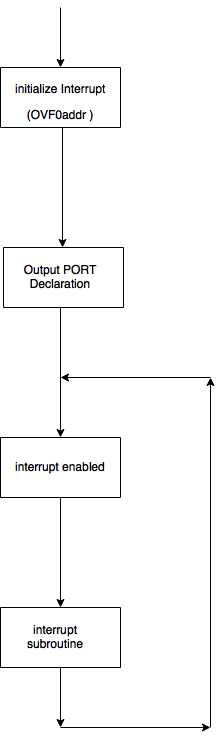 initialize Interrupt
(OVF0addr )
Output PORT
Declaration
interrupt enabled
interrupt
subroutine